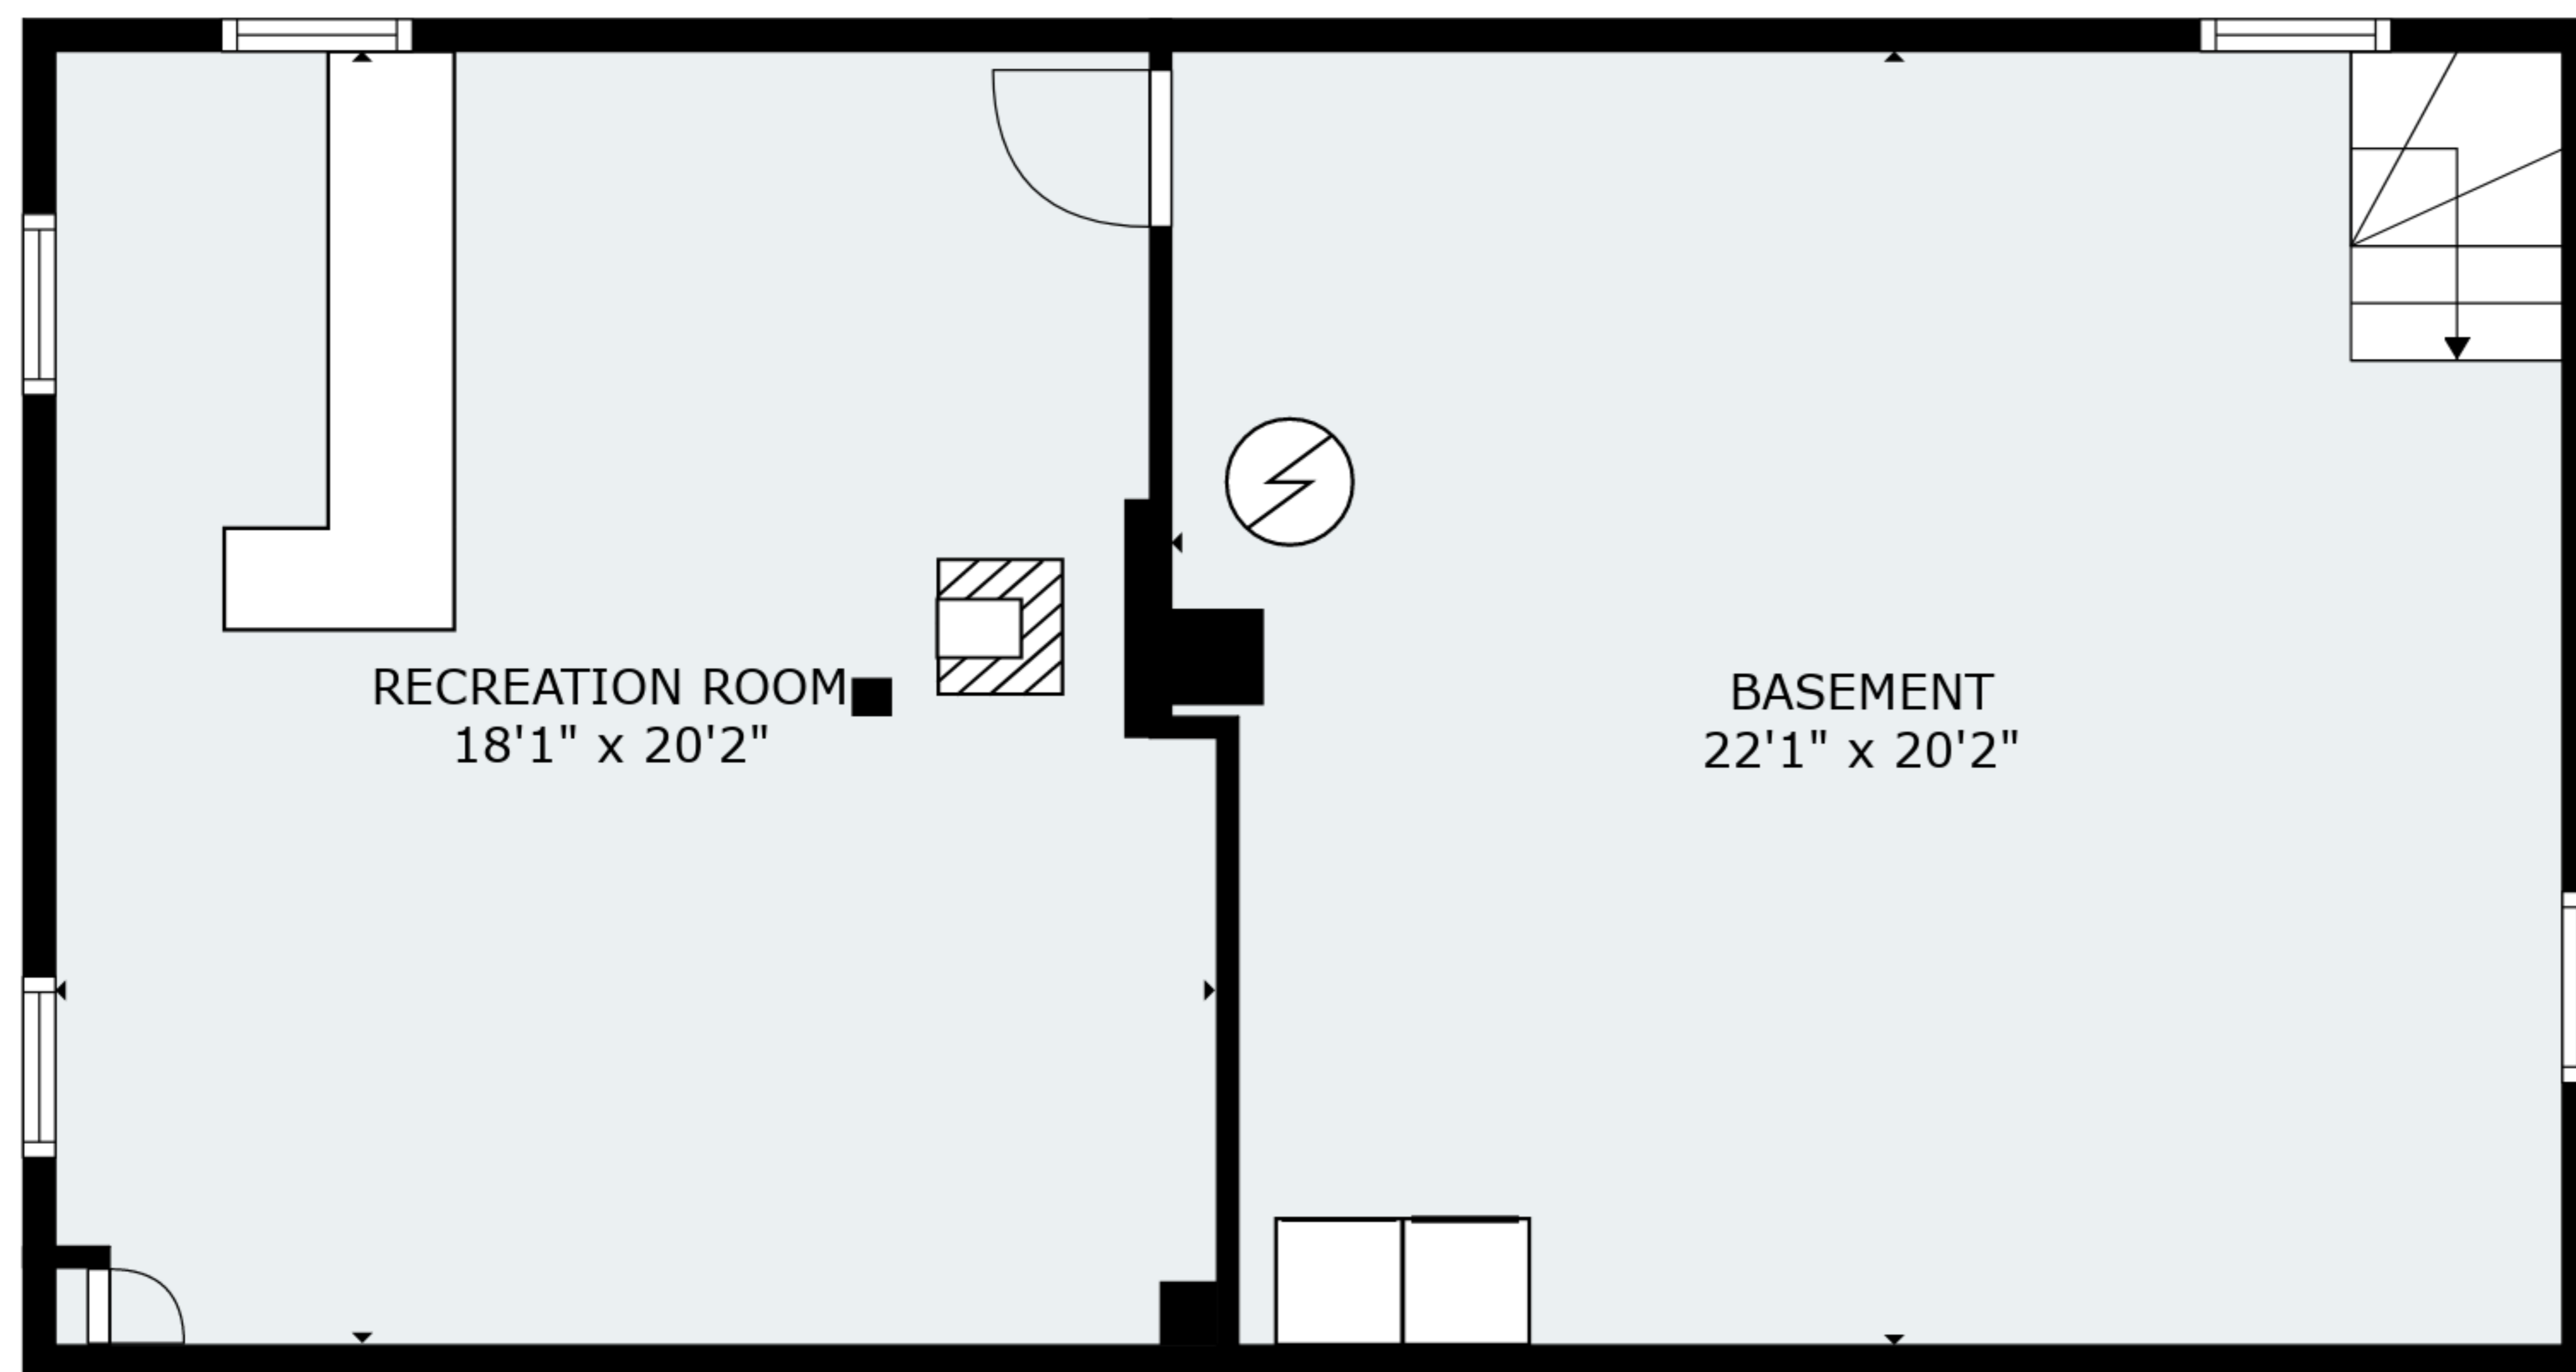 RECREATION ROOM
18'1" x 20'2"
BASEMENT
22'1" x 20'2"